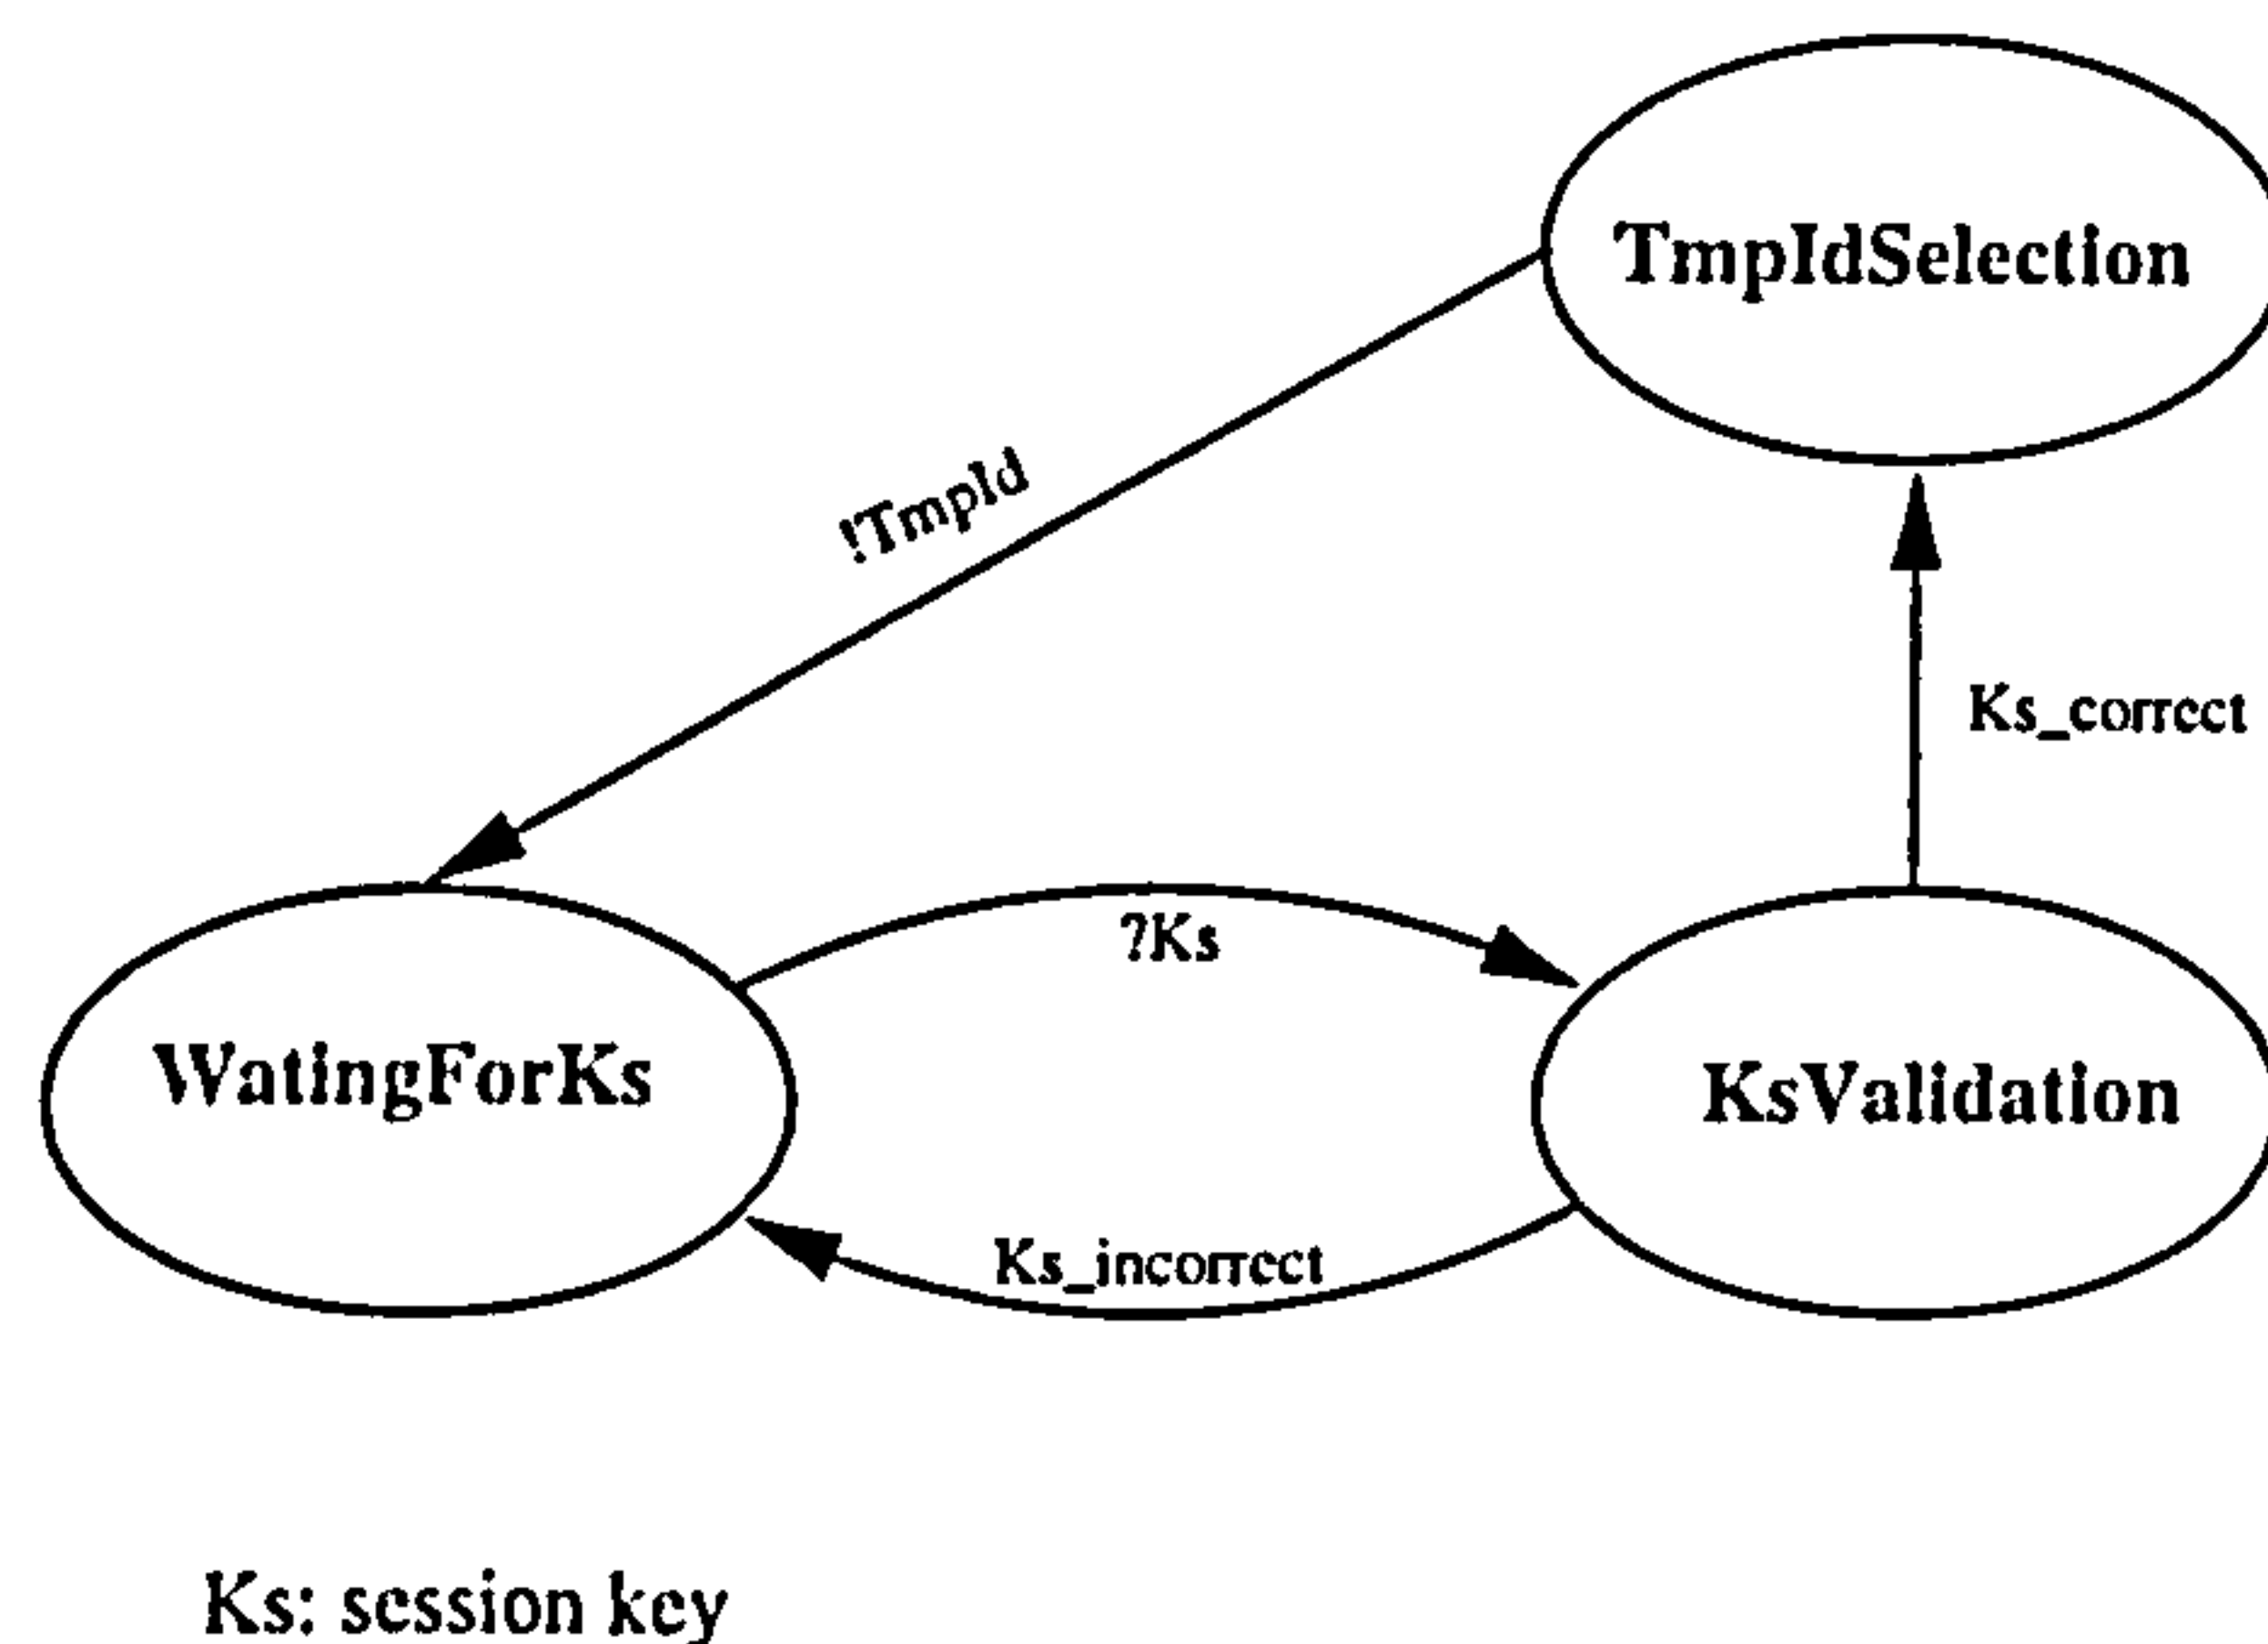 TmpIdSelection
!TmpId
Ks_correct
?Ks
WatingForKs
KsValidation
Ks_incorrect
Ks: session key